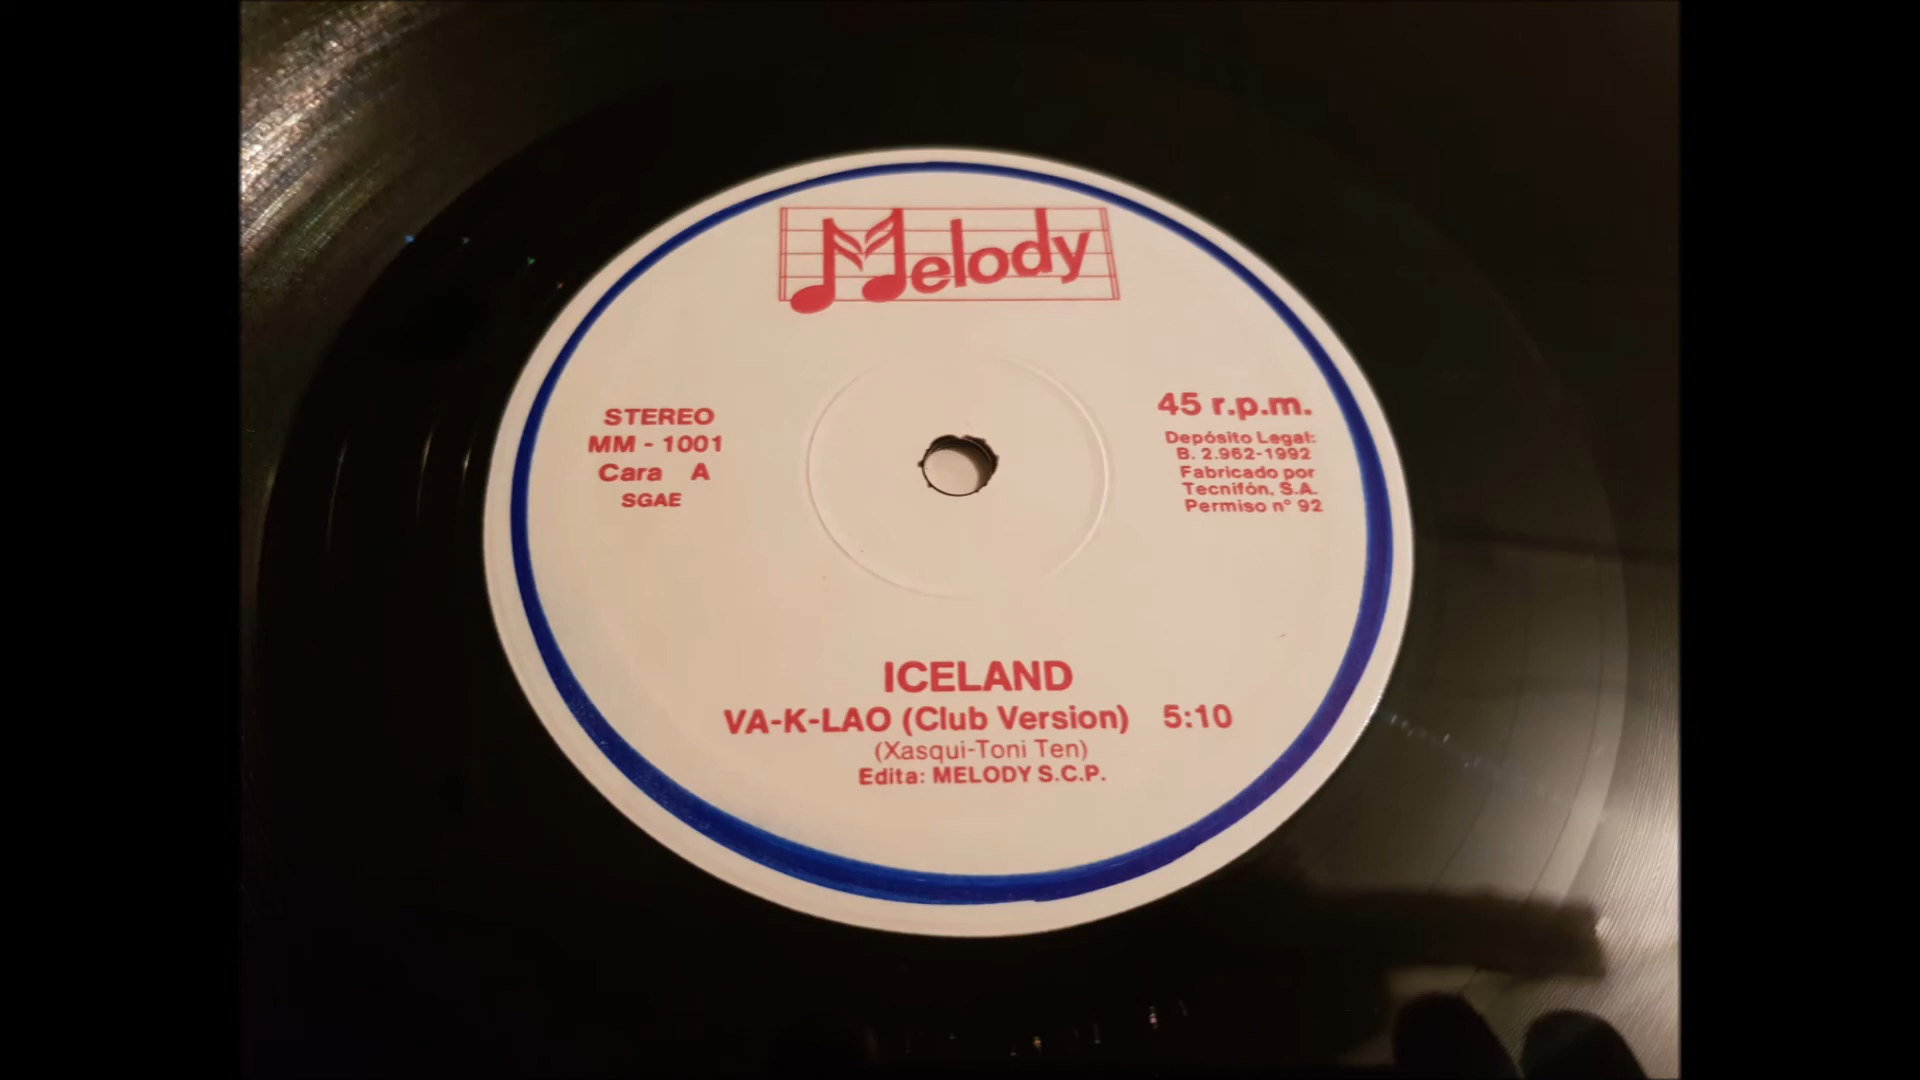 Melody
STEREO
MM - 1001
Cara A
SGAE
45 r.p.m.
Depósito Legal:
B. 2.962-1992
Fabricado por
Tecnifón, S.A.
Permiso nº 92
ICELAND
VA-K-LAO (Club Version) 5:10
(Xasqui-Toni Ten)
Edita: MELODY S.C.P.